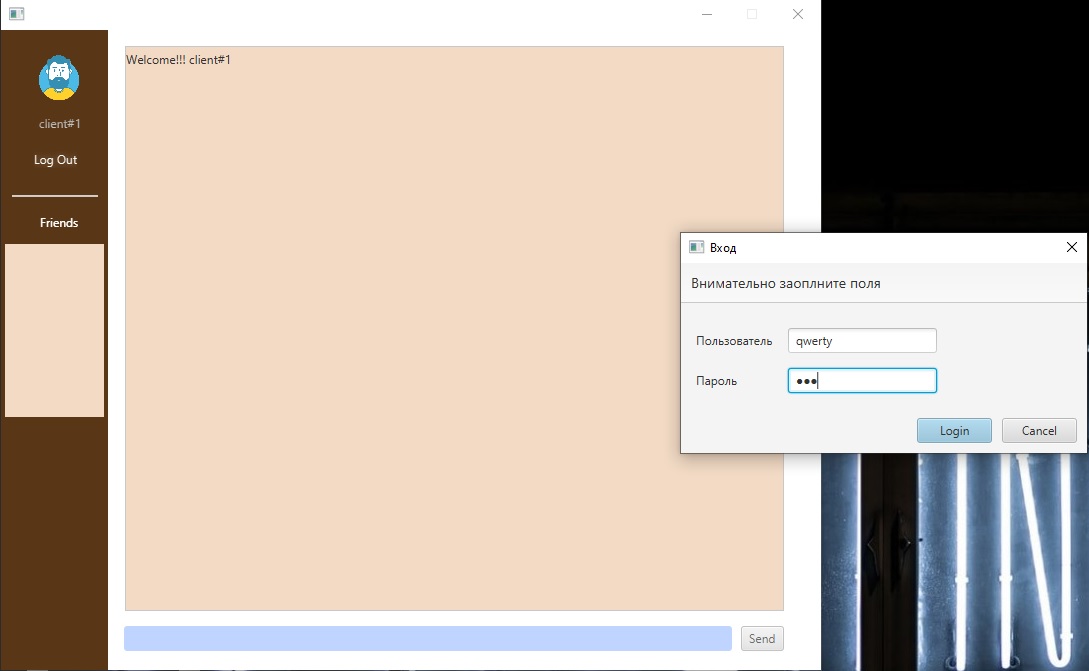 Welcome!!! client#1
client#1
Log Out
Friends
Send
Вход
Внимательно заоплните поля
Пользователь
qwerty
Пароль
●●●
Login
Cancel